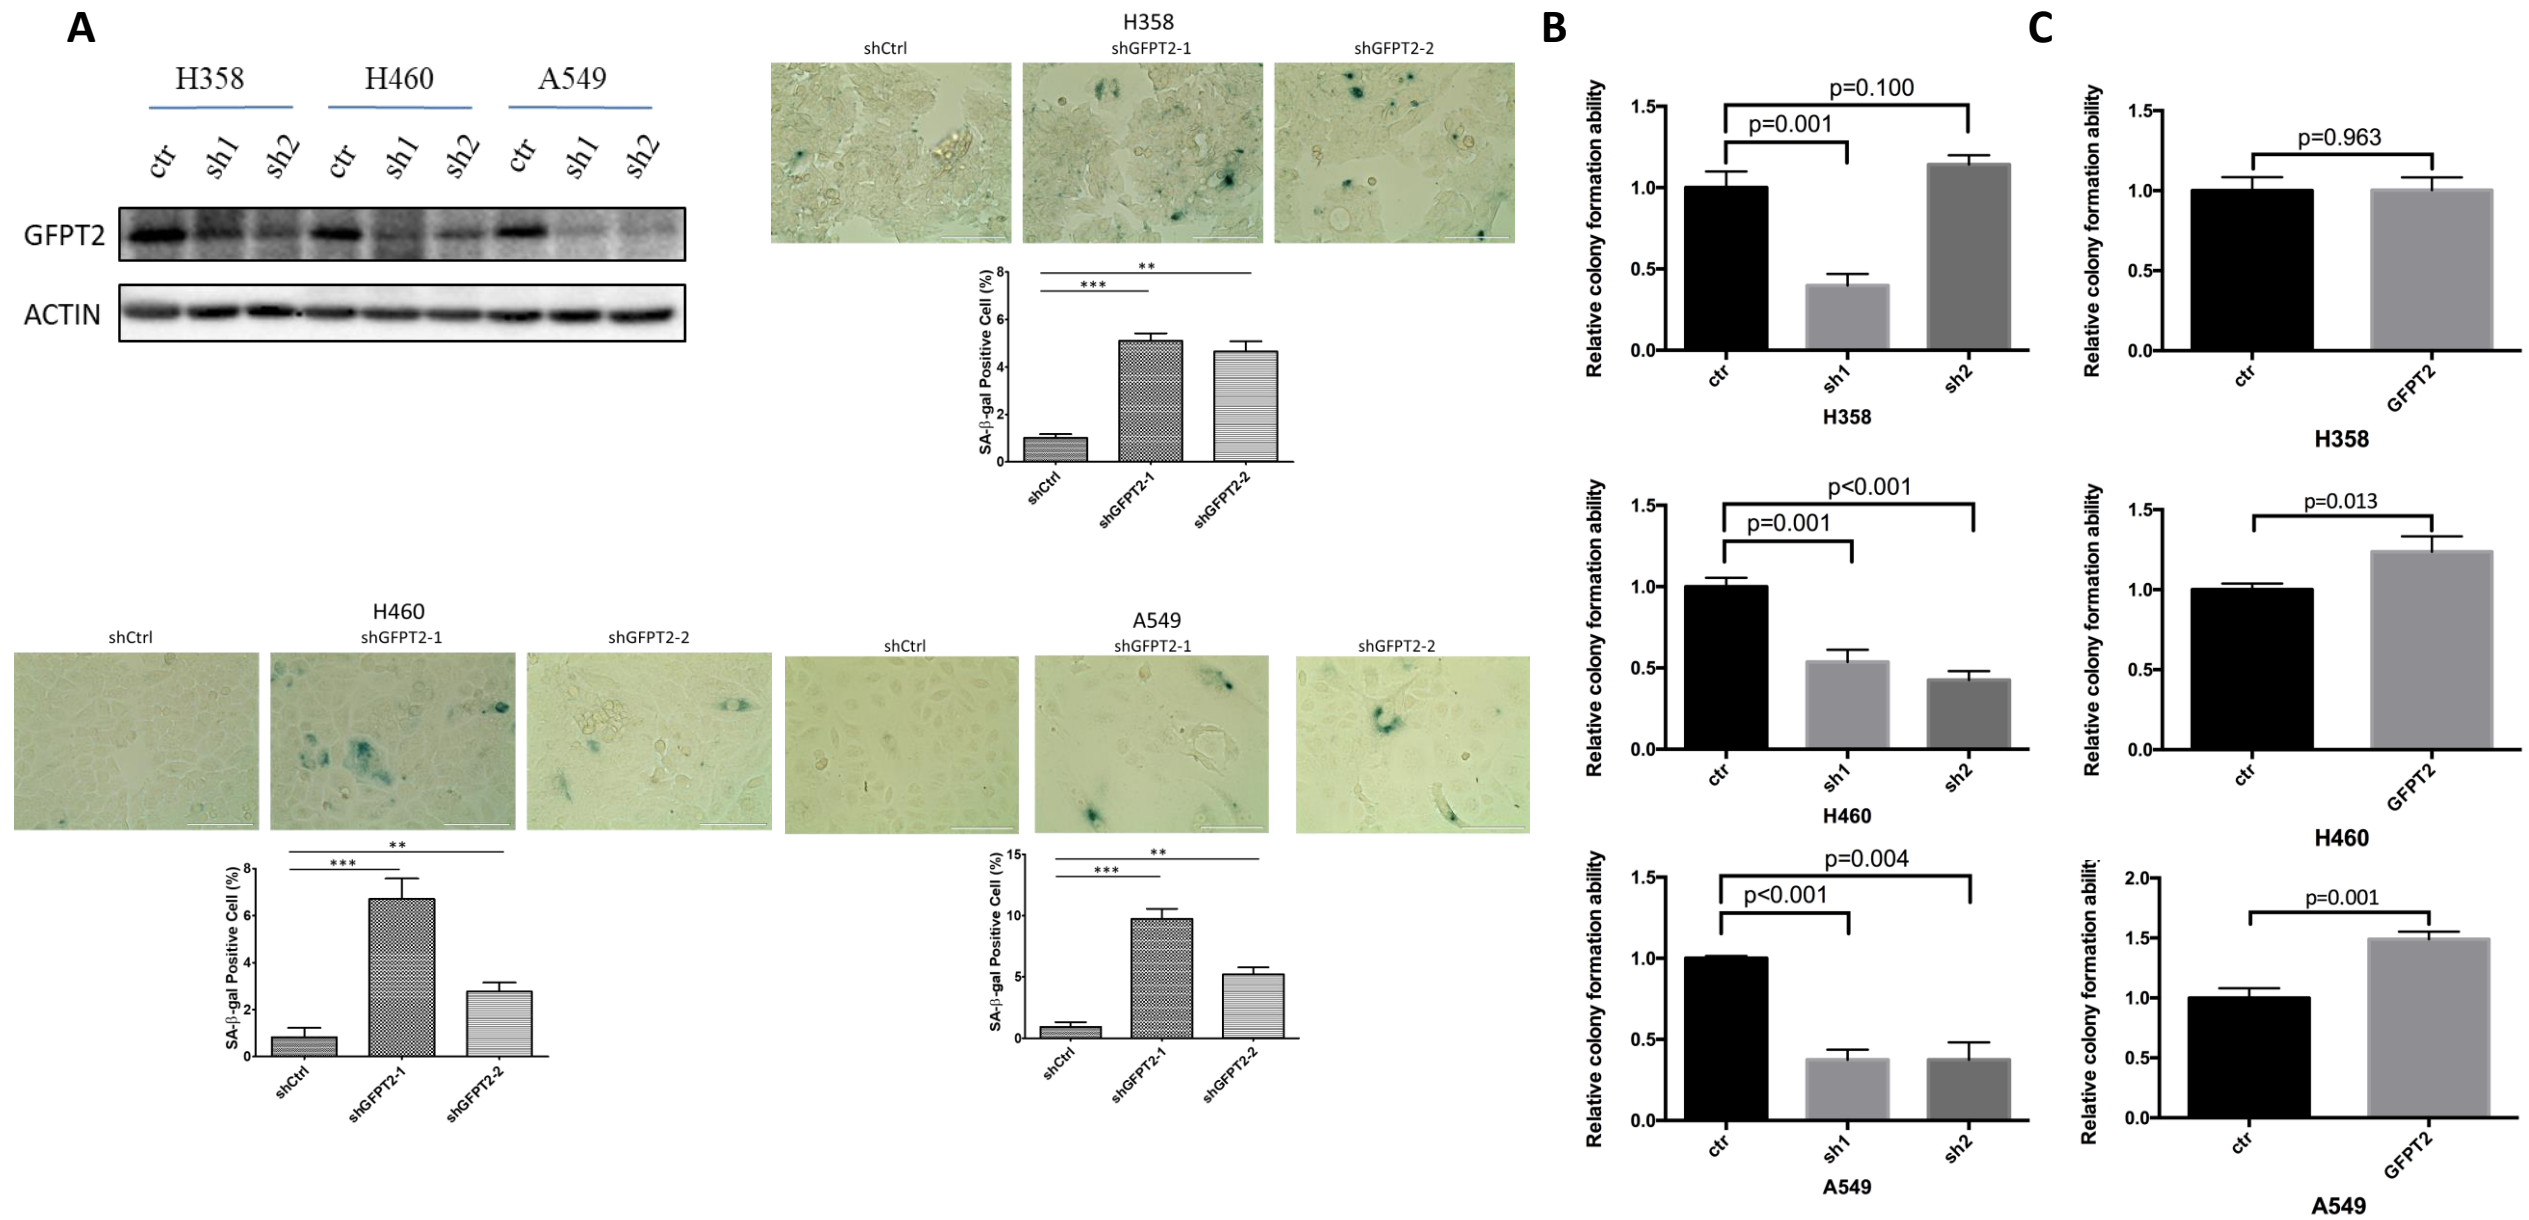 A
H358 H460 A549
ctr sh1 sh2 ctr sh1 sh2 ctr sh1 sh2
GFPT2
ACTIN
H358
shCtrl shGFPT2-1 shGFPT2-2
SA-β-gal Positive Cell (%)
8
6
4
2
0
**
***
shCtrl shGFPT2-1 shGFPT2-2
H460
shCtrl shGFPT2-1 shGFPT2-2
SA-β-gal Positive Cell (%)
8
6
4
2
0
**
***
shCtrl shGFPT2-1 shGFPT2-2
A549
shCtrl shGFPT2-1 shGFPT2-2
SA-β-gal Positive Cell (%)
15
10
5
0
**
***
shCtrl shGFPT2-1 shGFPT2-2
B
Relative colony formation ability
1.5
1.0
0.5
0.0
p=0.100
p=0.001
ctr sh1 sh2
H358
Relative colony formation ability
1.5
1.0
0.5
0.0
p<0.001
p=0.001
ctr sh1 sh2
H460
Relative colony formation ability
1.5
1.0
0.5
0.0
p=0.004
p<0.001
ctr sh1 sh2
A549
C
Relative colony formation ability
1.5
1.0
0.5
0.0
p=0.963
ctr GFPT2
H358
Relative colony formation ability
1.5
1.0
0.5
0.0
p=0.013
ctr GFPT2
H460
Relative colony formation ability
2.0
1.5
1.0
0.5
0.0
p=0.001
ctr GFPT2
A549